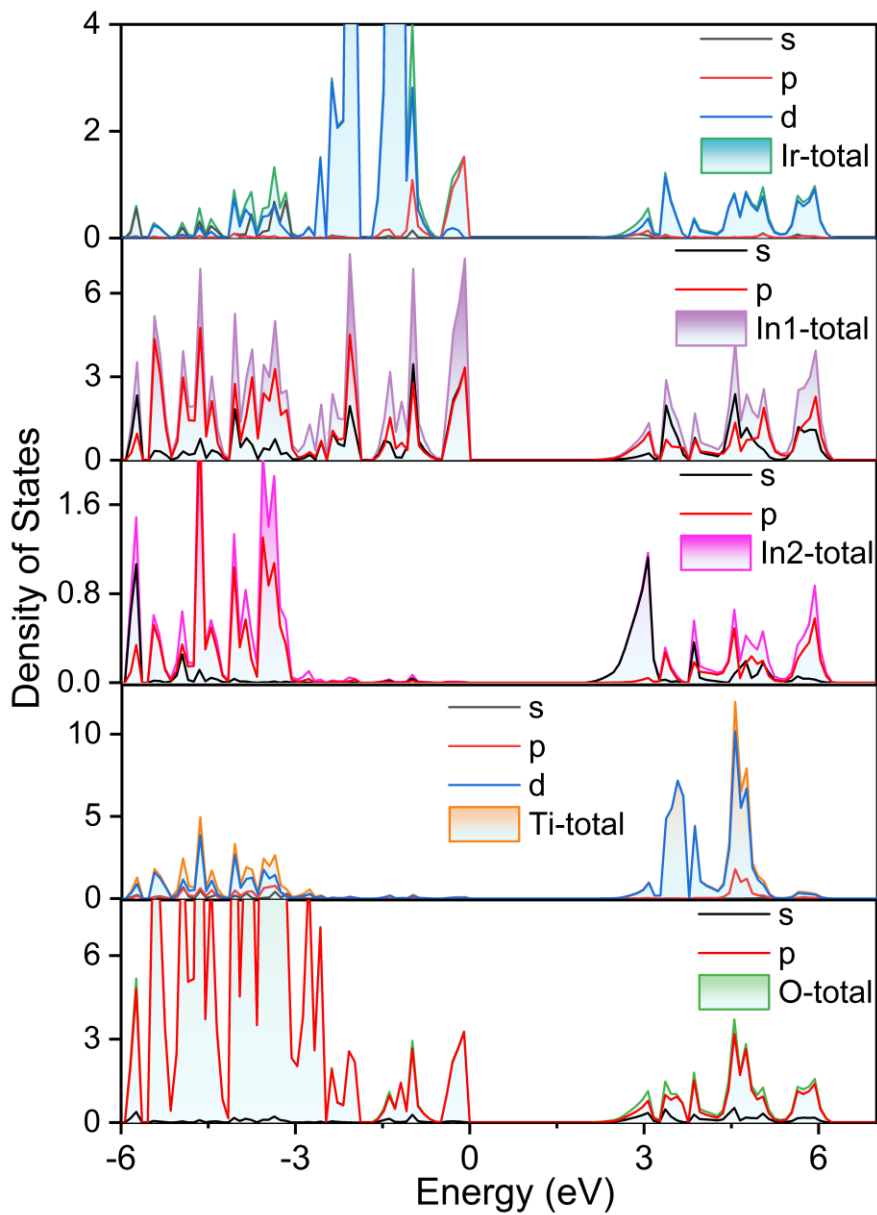 4
s
p
2
d
Ir-total
0
s
6
p
In1-total
3
0
s
1.6
p
In2-total
0.8
0.0
s
10
p
d
5
Ti-total
0
s
6
p
O-total
3
0
-6
-3
0
3
6
Energy (eV)
Density of States